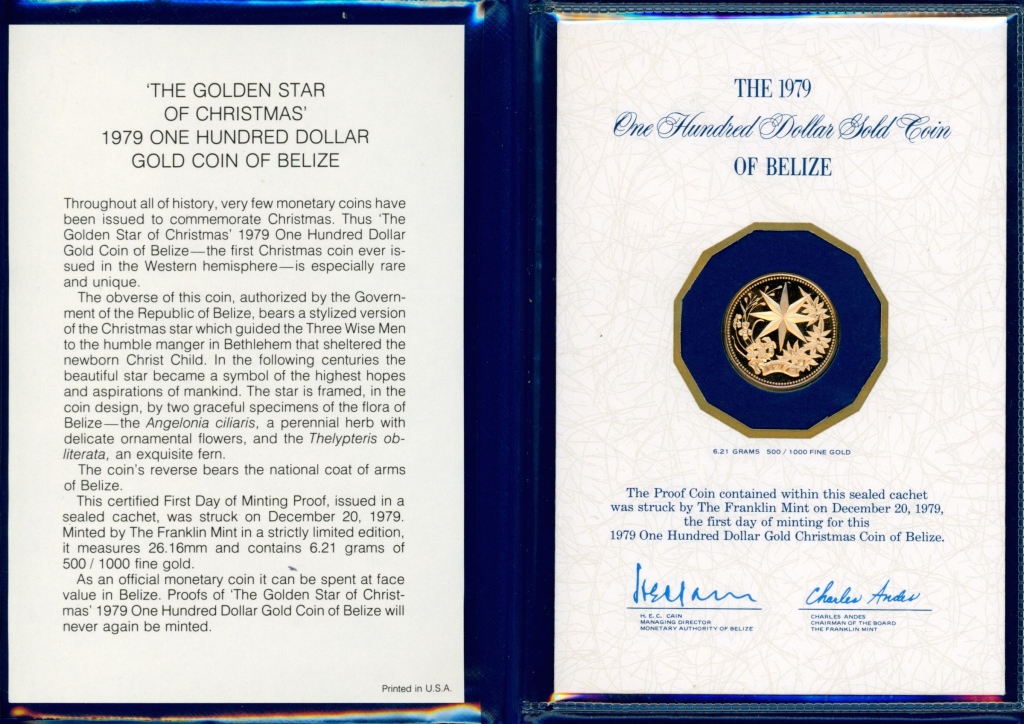 'THE GOLDEN STAR
OF CHRISTMAS'
1979 ONE HUNDRED DOLLAR
GOLD COIN OF BELIZE
Throughout all of history, very few monetary coins have
been issued to commemorate Christmas. Thus 'The
Golden Star of Christmas' 1979 One Hundred Dollar
Gold Coin of Belize—the first Christmas coin ever is-
sued in the Western hemisphere—is especially rare
and unique.
The obverse of this coin, authorized by the Govern-
ment of the Republic of Belize, bears a stylized version
of the Christmas star which guided the Three Wise Men
to the humble manger in Bethlehem that sheltered the
newborn Christ Child. In the following centuries the
beautiful star became a symbol of the highest hopes
and aspirations of mankind. The star is framed, in the
coin design, by two graceful specimens of the flora of
Belize—the Angelonia ciliaris, a perennial herb with
delicate ornamental flowers, and the Thelypteris ob-
literata, an exquisite fern.
The coin's reverse bears the national coat of arms
of Belize.
This certified First Day of Minting Proof, issued in a
sealed cachet, was struck on December 20, 1979.
Minted by The Franklin Mint in a strictly limited edition,
it measures 26.16mm and contains 6.21 grams of
500 / 1000 fine gold.
As an official monetary coin it can be spent at face
value in Belize. Proofs of 'The Golden Star of Christ-
mas' 1979 One Hundred Dollar Gold Coin of Belize will
never again be minted.
Printed in U.S.A.
THE 1979
One Hundred Dollar Gold Coin
OF BELIZE
6.21 GRAMS 500 / 1000 FINE GOLD
The Proof Coin contained within this sealed cachet
was struck by The Franklin Mint on December 20, 1979,
the first day of minting for this
1979 One Hundred Dollar Gold Christmas Coin of Belize.
Charles Andes
H. E. C. CAIN
MANAGING DIRECTOR
MONETARY AUTHORITY OF BELIZE
CHARLES ANDES
CHAIRMAN OF THE BOARD
THE FRANKLIN MINT